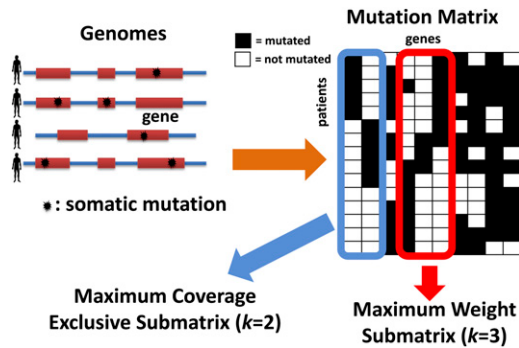 Genomes
gene
: somatic mutation
Mutation Matrix
genes
= mutated
= not mutated
patients
Maximum Coverage
Exclusive Submatrix (k=2)
Maximum Weight
Submatrix (k=3)